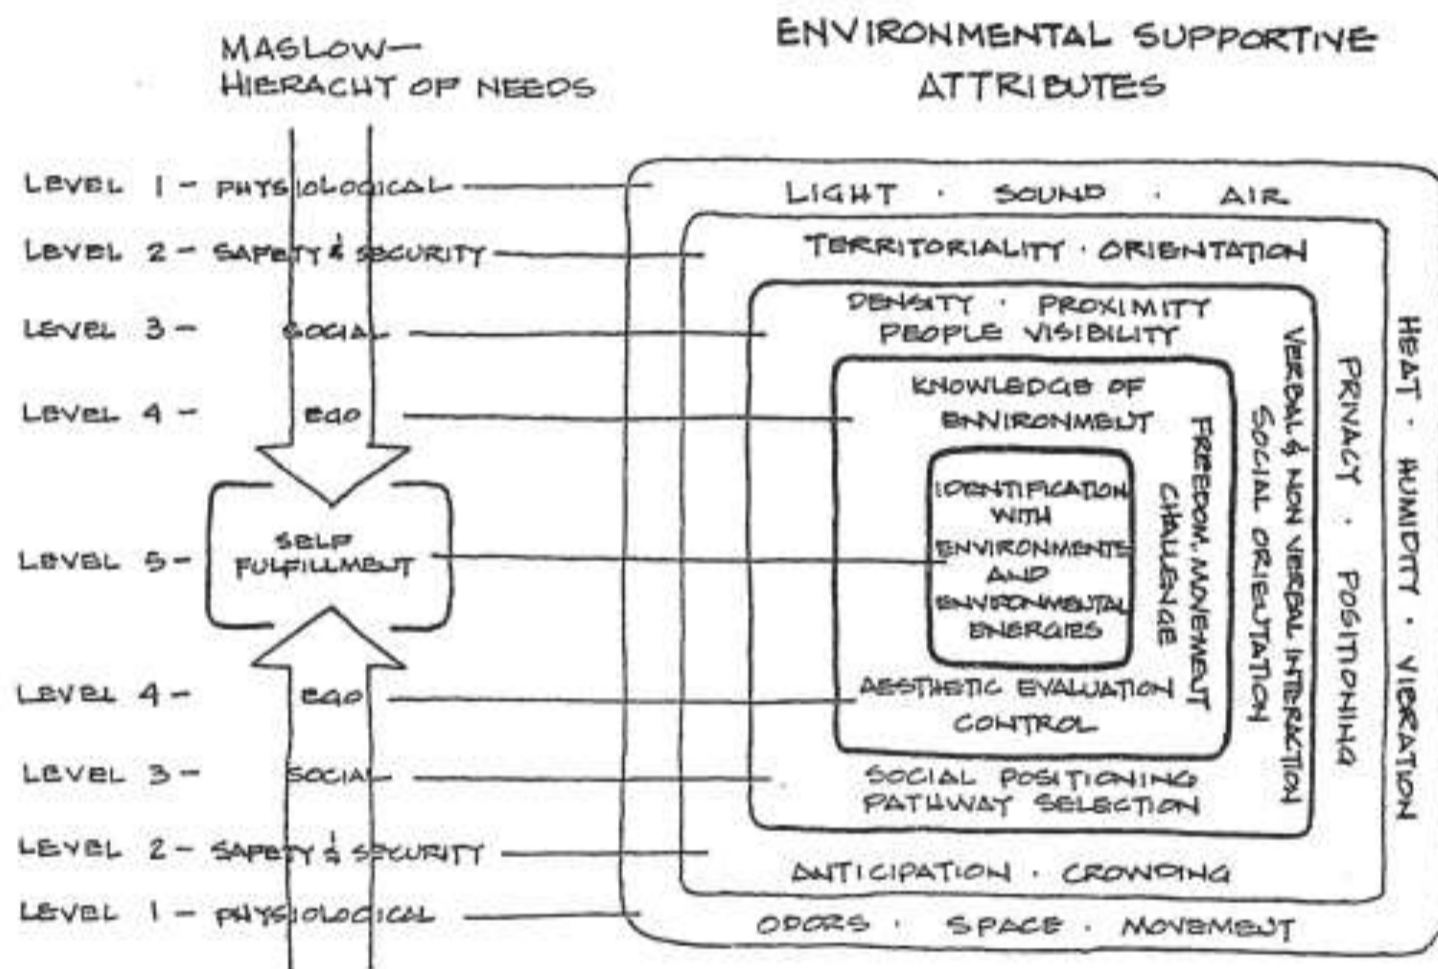 MASLOW—
HIERACHT OF NEEDS
ENVIRONMENTAL SUPPORTIVE
ATTRIBUTES
LEVEL 1 - PHYSIOLOGICAL
LEVEL 2 - SAFETY & SECURITY
LEVEL 3 - SOCIAL
LEVEL 4 - EGO
LEVEL 5 - SELF
FULFILLMENT
LEVEL 4 - EGO
LEVEL 3 - SOCIAL
LEVEL 2 - SAFETY & SECURITY
LEVEL 1 - PHYSIOLOGICAL
LIGHT · SOUND · AIR
HEAT · HUMIDITY · VIBRATION
ODORS · SPACE · MOVEMENT
TERRITORIALITY · ORIENTATION
PRIVACY · POSITIONING
ANTICIPATION · CROWDING
DENSITY · PROXIMITY
PEOPLE VISIBILITY
VERBAL & NON VERBAL INTERACTION
SOCIAL ORIENTATION
SOCIAL POSITIONING
PATHWAY SELECTION
KNOWLEDGE OF
ENVIRONMENT
FREEDOM, MOVEMENT
CHALLENGE
AESTHETIC EVALUATION
CONTROL
IDENTIFICATION
WITH
ENVIRONMENTS
AND
ENVIRONMENTAL
ENERGIES